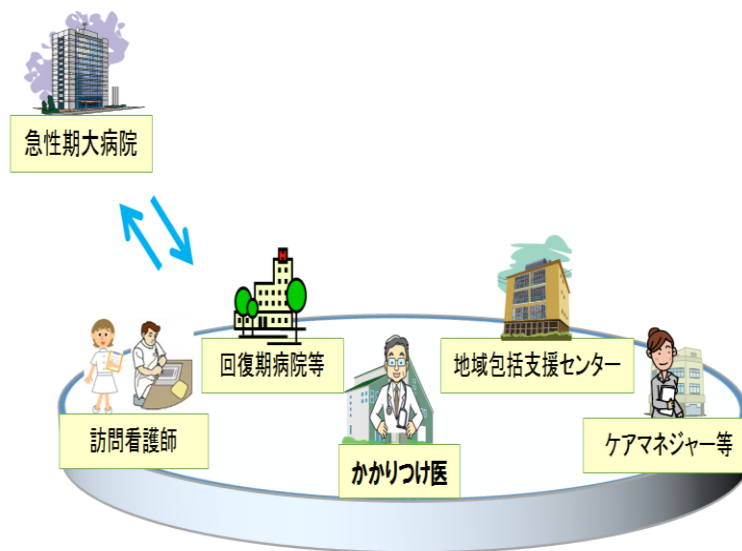 急性期大病院
H
回復期病院等
地域包括支援センター
訪問看護師
かかりつけ医
ケアマネジャー等